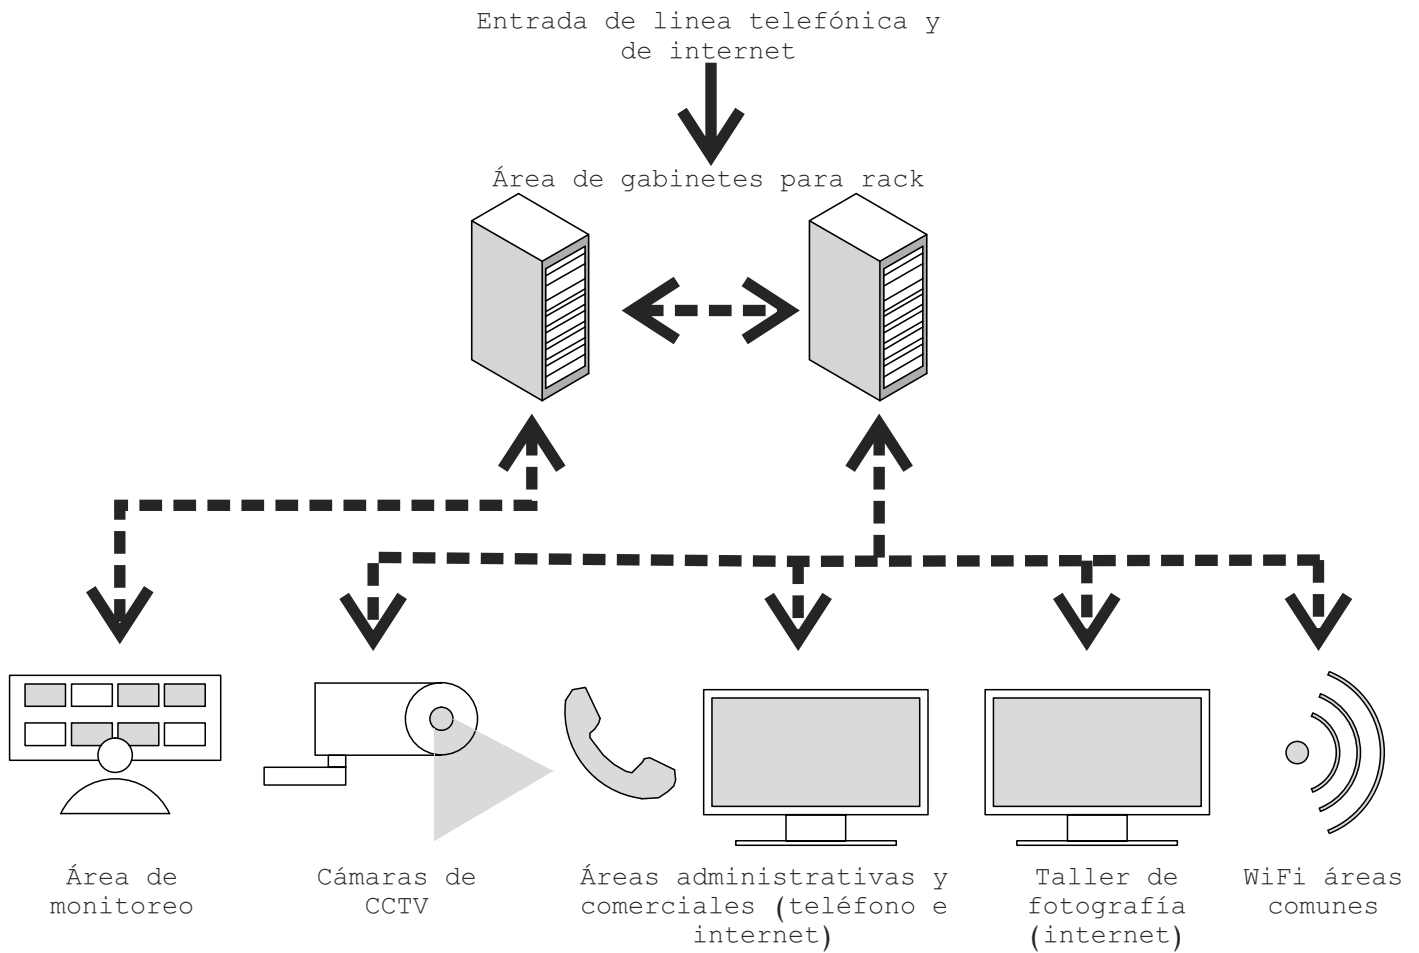 Entrada de linea telefónica y
de internet
Área de gabinetes para rack
Área de
monitoreo
Cámaras de
CCTV
Áreas administrativas y
comerciales (teléfono e
internet)
Taller de
fotografía
(internet)
WiFi áreas
comunes